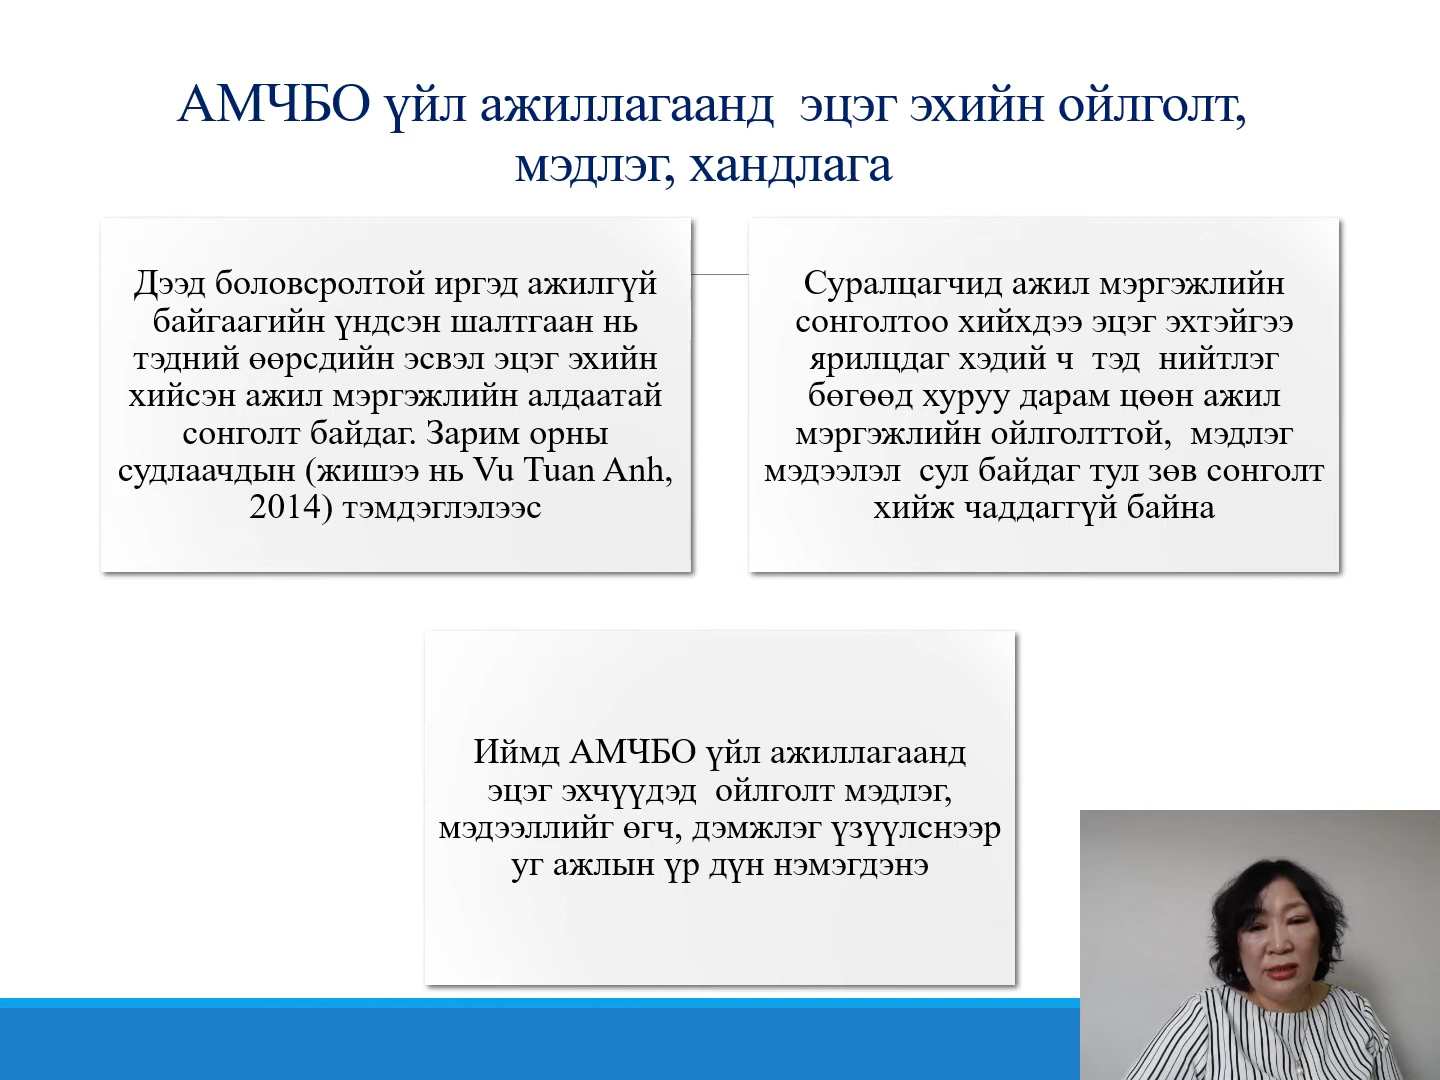 АМЧБО үйл ажиллагаанд эцэг эхийн ойлголт,
мэдлэг, хандлага
Дээд боловсролтой иргэд ажилгүй
байгаагийн үндсэн шалтгаан нь
тэдний өөрсдийн эсвэл эцэг эхийн
хийсэн ажил мэргэжлийн алдаатай
сонголт байдаг. Зарим орны
судлаачдын (жишээ нь Vu Tuan Anh,
2014) тэмдэглэлээс
Суралцагчид ажил мэргэжлийн
сонголтоо хийхдээ эцэг эхтэйгээ
ярилцдаг хэдий ч тэд нийтлэг
бөгөөд хуруу дарам цөөн ажил
мэргэжлийн ойлголттой, мэдлэг
мэдээлэл сул байдаг тул зөв сонголт
хийж чаддаггүй байна
Иймд АМЧБО үйл ажиллагаанд
эцэг эхчүүдэд ойлголт мэдлэг,
мэдээллийг өгч, дэмжлэг үзүүлснээр
уг ажлын үр дүн нэмэгдэнэ